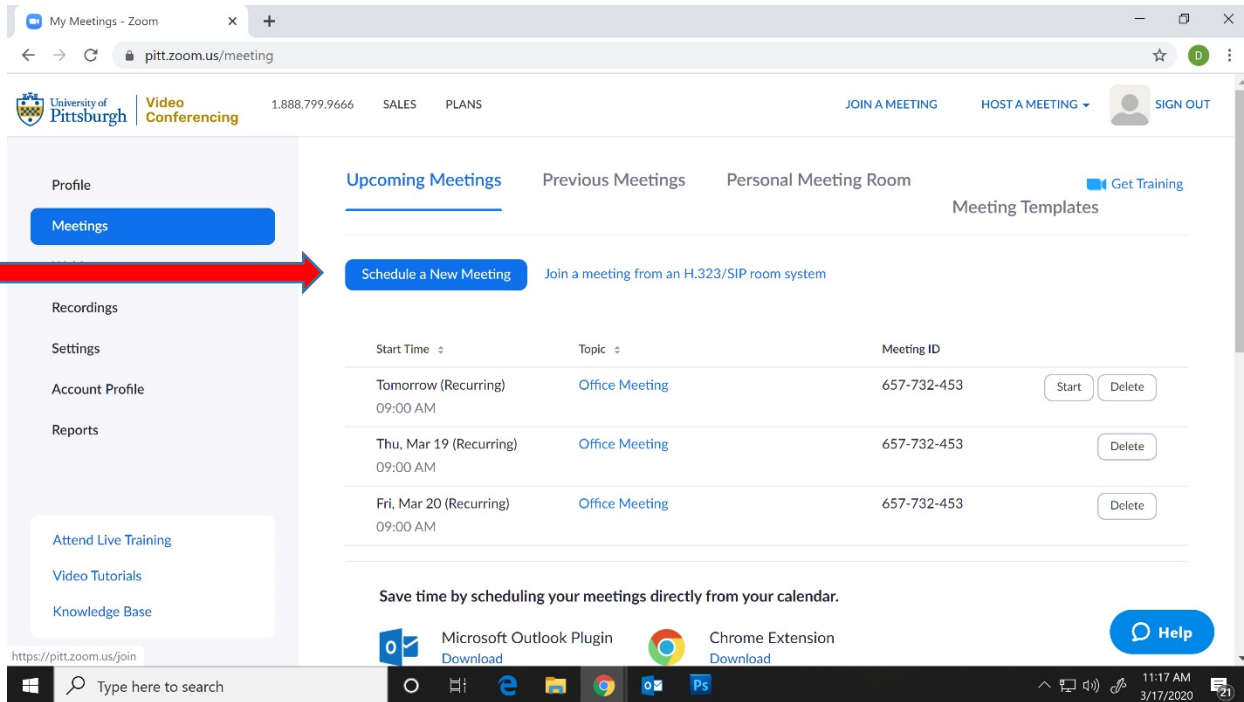 My Meetings - Zoom
pitt.zoom.us/meeting
D
University of Pittsburgh
Video Conferencing
1.888.799.9666 SALES PLANS
JOIN A MEETING HOST A MEETING SIGN OUT
Profile
Meetings
Recordings
Settings
Account Profile
Reports
Attend Live Training
Video Tutorials
Knowledge Base
Upcoming Meetings Previous Meetings Personal Meeting Room
Meeting Templates
Get Training
Schedule a New Meeting Join a meeting from an H.323/SIP room system
Start Time Topic Meeting ID
Tomorrow (Recurring) Office Meeting 657-732-453 Start Delete
09:00 AM
Thu, Mar 19 (Recurring) Office Meeting 657-732-453 Delete
09:00 AM
Fri, Mar 20 (Recurring) Office Meeting 657-732-453 Delete
09:00 AM
Save time by scheduling your meetings directly from your calendar.
Microsoft Outlook Plugin Chrome Extension
Download Download
Help
https://pitt.zoom.us/join
Type here to search
Ps
11:17 AM
3/17/2020
21